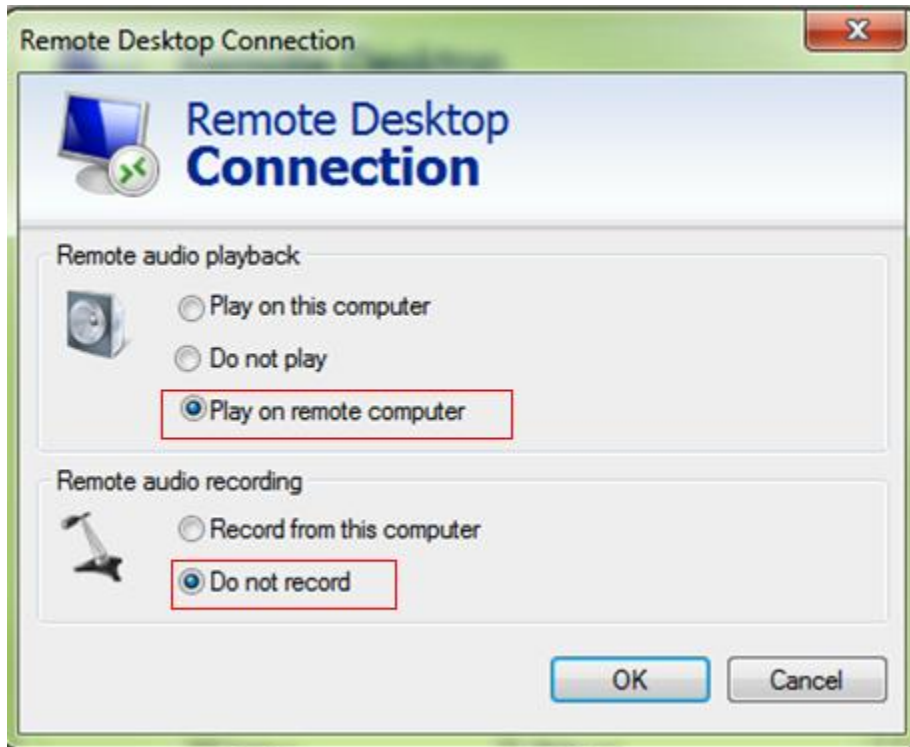 Remote Desktop Connection
Remote Desktop
Connection
Remote audio playback
Play on this computer
Do not play
Play on remote computer
Remote audio recording
Record from this computer
Do not record
OK
Cancel